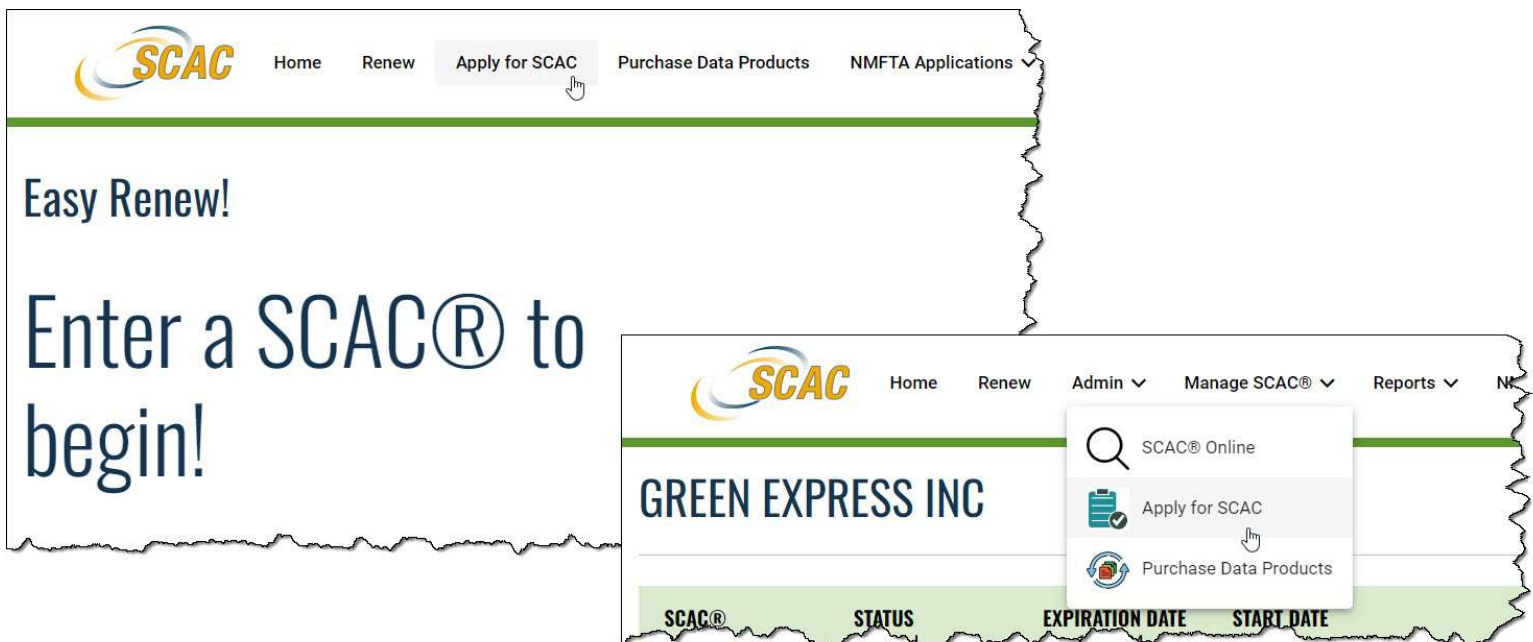 SCAC Home Renew Apply for SCAC Purchase Data Products NMFTA Applications
Easy Renew!
Enter a SCAC® to
begin!
SCAC Home Renew Admin Manage SCAC® Reports
SCAC® Online
GREEN EXPRESS INC
Apply for SCAC
Purchase Data Products
SCAC® STATUS EXPIRATION DATE START DATE